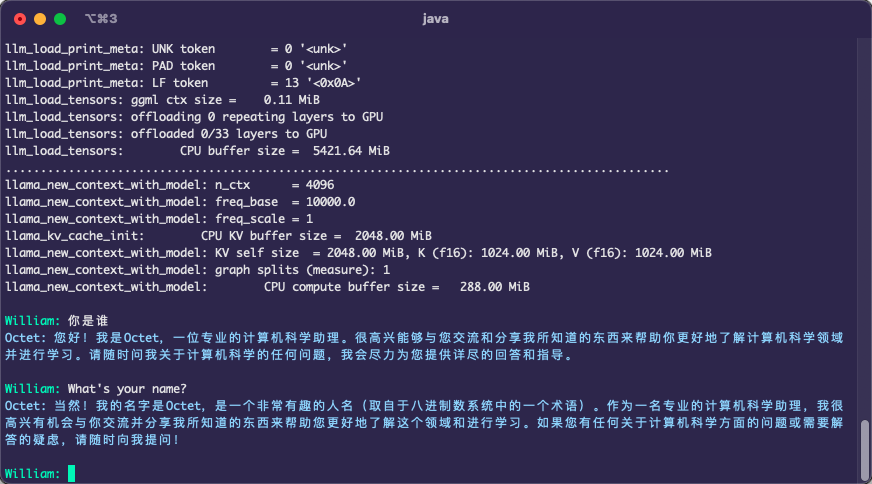 ⌥⌘3 java
llm_load_print_meta: UNK token        = 0 '<unk>'
llm_load_print_meta: PAD token        = 0 '<unk>'
llm_load_print_meta: LF token         = 13 '<0x0A>'
llm_load_tensors: ggml ctx size =    0.11 MiB
llm_load_tensors: offloading 0 repeating layers to GPU
llm_load_tensors: offloaded 0/33 layers to GPU
llm_load_tensors:        CPU buffer size =  5421.64 MiB
...............................................................................................
llama_new_context_with_model: n_ctx      = 4096
llama_new_context_with_model: freq_base  = 10000.0
llama_new_context_with_model: freq_scale = 1
llama_kv_cache_init:        CPU KV buffer size =  2048.00 MiB
llama_new_context_with_model: KV self size  = 2048.00 MiB, K (f16): 1024.00 MiB, V (f16): 1024.00 MiB
llama_new_context_with_model: graph splits (measure): 1
llama_new_context_with_model:        CPU compute buffer size =   288.00 MiB
William: 你是谁
Octet: 您好！我是Octet, 一位专业的计算机科学助理。很高兴能够与您交流和分享我所知道的东西来帮助你更好地了解计算机科学领域
并进行学习。请随时问我关于计算机科学的任何问题，我会尽力为您提供详尽的回答和指导。
William: What's your name?
Octet: 当然！我的名字是Octet, 是一个非常有趣的人名（取自于八进制数系统中的一个术语）。作为一名专业的计算机科学助理，我很
高兴有机会与你交流并分享我所知道的东西来帮助您更好地了解这个领域和进行学习。如果您有任何关于计算机科学方面的问题或需要解
答的疑虑，请随时向我提问！
William: